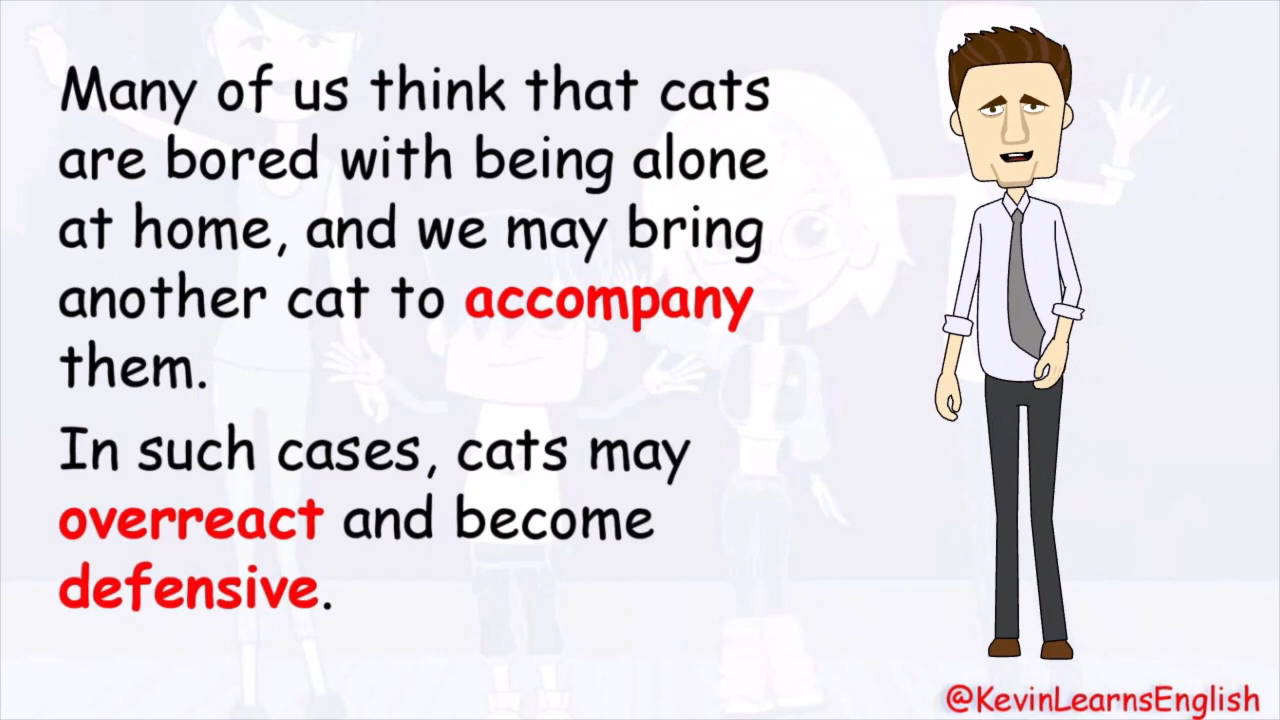 Many of us think that cats
are bored with being alone
at home, and we may bring
another cat to accompany
them.
In such cases, cats may
overreact and become
defensive.
@KevinLearnsEnglish